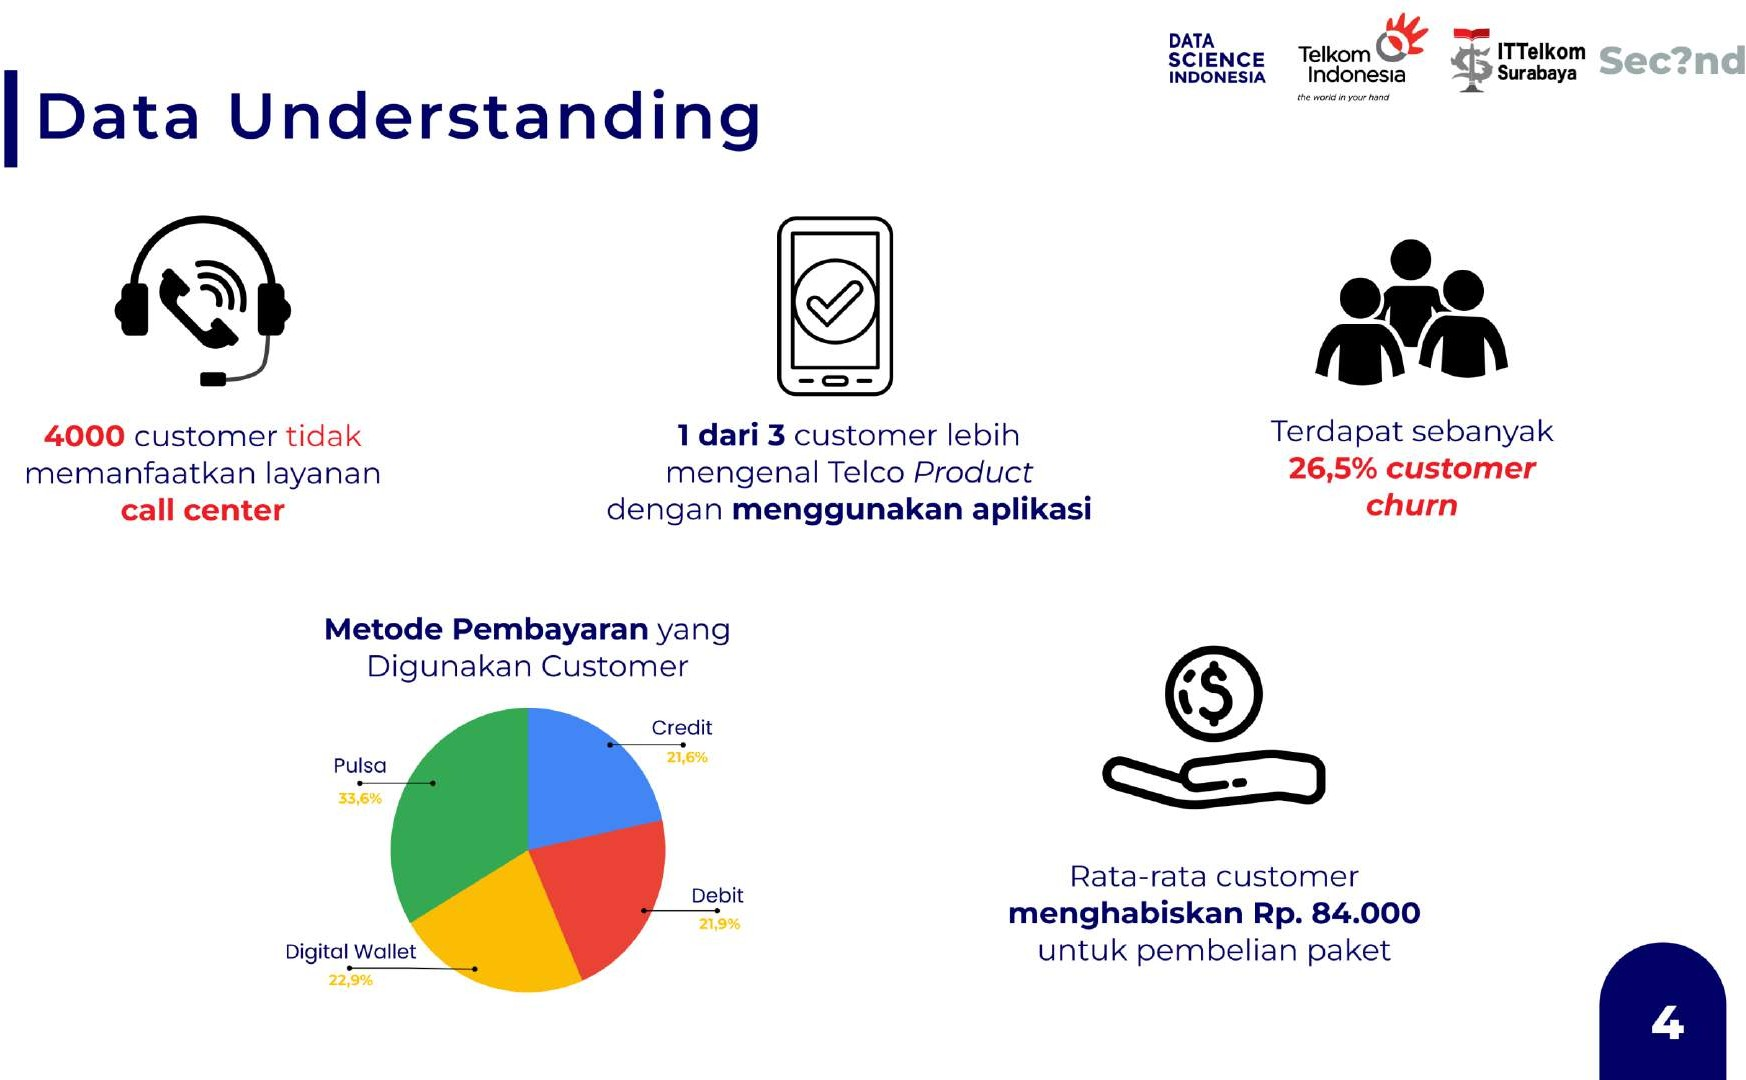 DATA
SCIENCE
INDONESIA
Telkom
Indonesia
the world in your hand
ITTelkom
Surabaya
Sec?nd
Data Understanding
4000 customer tidak
memanfaatkan layanan
call center
1 dari 3 customer lebih
mengenal Telco Product
dengan menggunakan aplikasi
Terdapat sebanyak
26,5% customer
churn
Metode Pembayaran yang
Digunakan Customer
Credit
21,6%
Pulsa
33,6%
Debit
21,9%
Digital Wallet
22,9%
$
Rata-rata customer
menghabiskan Rp. 84.000
untuk pembelian paket
4